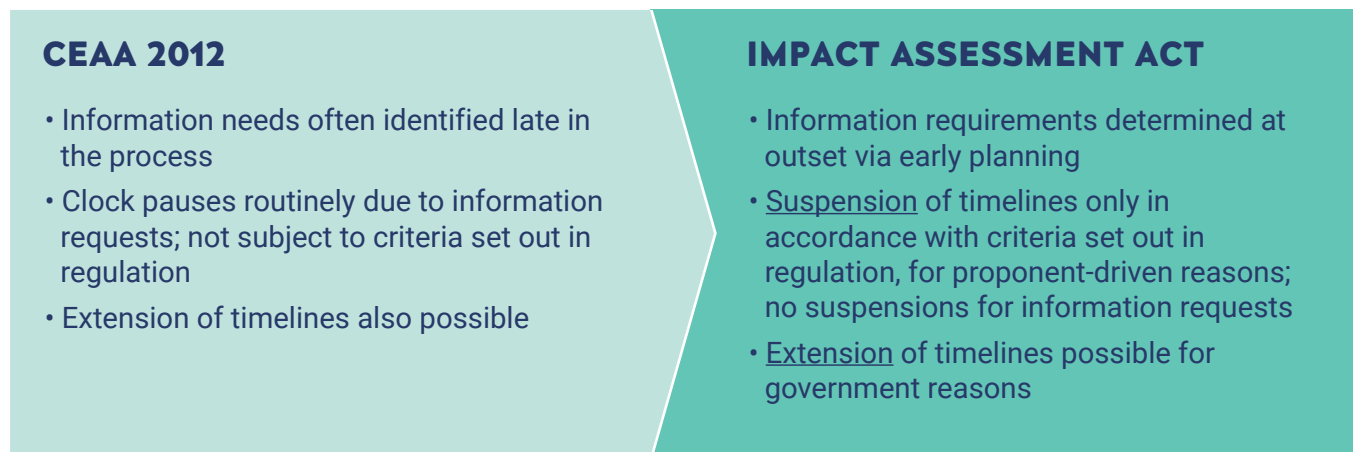 CEAA 2012
• Information needs often identified late in
the process
• Clock pauses routinely due to information
requests; not subject to criteria set out in
regulation
• Extension of timelines also possible
IMPACT ASSESSMENT ACT
• Information requirements determined at
outset via early planning
• Suspension of timelines only in
accordance with criteria set out in
regulation, for proponent-driven reasons;
no suspensions for information requests
• Extension of timelines possible for
government reasons